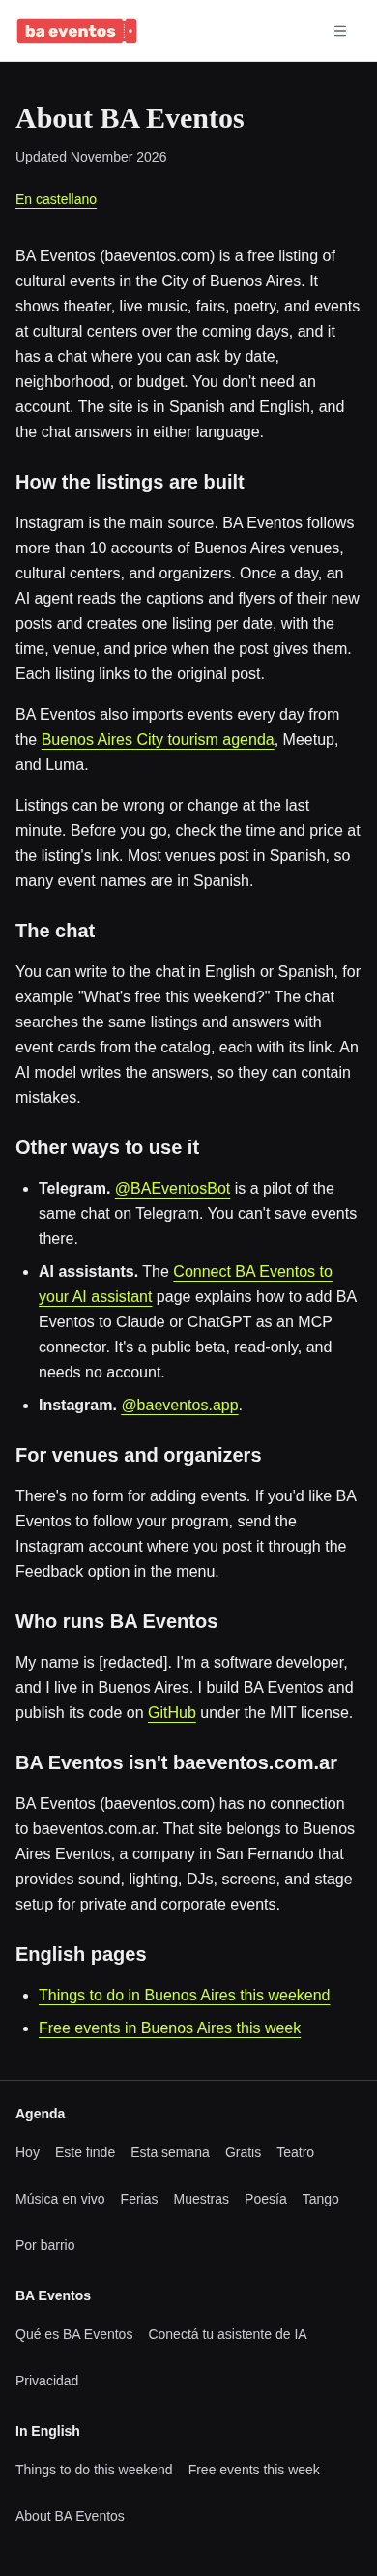 ba eventos
About BA Eventos
Updated November 2026
En castellano
BA Eventos (baeventos.com) is a free listing of
cultural events in the City of Buenos Aires. It
shows theater, live music, fairs, poetry, and events
at cultural centers over the coming days, and it
has a chat where you can ask by date,
neighborhood, or budget. You don't need an
account. The site is in Spanish and English, and
the chat answers in either language.
How the listings are built
Instagram is the main source. BA Eventos follows
more than 10 accounts of Buenos Aires venues,
cultural centers, and organizers. Once a day, an
AI agent reads the captions and flyers of their new
posts and creates one listing per date, with the
time, venue, and price when the post gives them.
Each listing links to the original post.
BA Eventos also imports events every day from
the Buenos Aires City tourism agenda, Meetup,
and Luma.
Listings can be wrong or change at the last
minute. Before you go, check the time and price at
the listing's link. Most venues post in Spanish, so
many event names are in Spanish.
The chat
You can write to the chat in English or Spanish, for
example "What's free this weekend?" The chat
searches the same listings and answers with
event cards from the catalog, each with its link. An
AI model writes the answers, so they can contain
mistakes.
Other ways to use it
• Telegram. @BAEventosBot is a pilot of the
same chat on Telegram. You can't save events
there.
• AI assistants. The Connect BA Eventos to
your AI assistant page explains how to add BA
Eventos to Claude or ChatGPT as an MCP
connector. It's a public beta, read-only, and
needs no account.
• Instagram. @baeventos.app.
For venues and organizers
There's no form for adding events. If you'd like BA
Eventos to follow your program, send the
Instagram account where you post it through the
Feedback option in the menu.
Who runs BA Eventos
My name is [redacted]. I'm a software developer,
and I live in Buenos Aires. I build BA Eventos and
publish its code on GitHub under the MIT license.
BA Eventos isn't baeventos.com.ar
BA Eventos (baeventos.com) has no connection
to baeventos.com.ar. That site belongs to Buenos
Aires Eventos, a company in San Fernando that
provides sound, lighting, DJs, screens, and stage
setup for private and corporate events.
English pages
• Things to do in Buenos Aires this weekend
• Free events in Buenos Aires this week
Agenda
Hoy Este finde Esta semana Gratis Teatro
Música en vivo Ferias Muestras Poesía Tango
Por barrio
BA Eventos
Qué es BA Eventos Conectá tu asistente de IA
Privacidad
In English
Things to do this weekend Free events this week
About BA Eventos